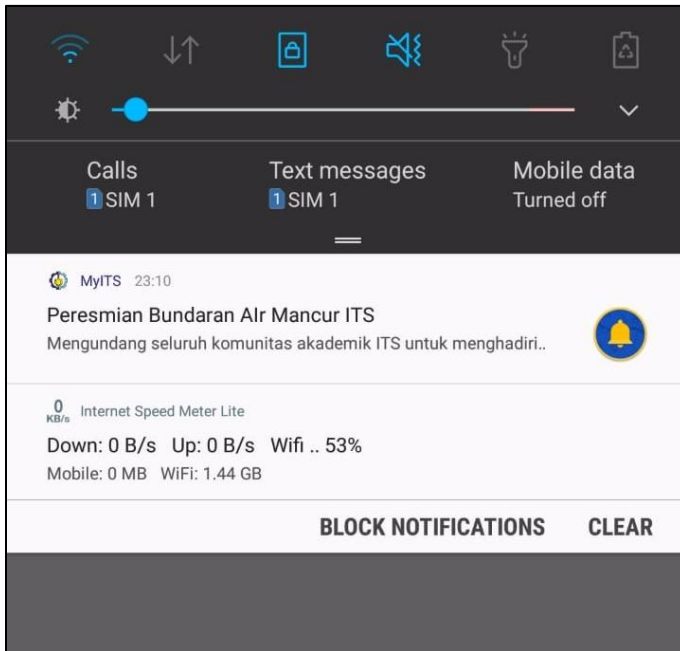 Calls
1 SIM 1
Text messages
1 SIM 1
Mobile data
Turned off
MyITS 23:10
Peresmian Bundaran AIr Mancur ITS
Mengundang seluruh komunitas akademik ITS untuk menghadiri..
0 KB/s Internet Speed Meter Lite
Down: 0 B/s Up: 0 B/s Wifi .. 53%
Mobile: 0 MB WiFi: 1.44 GB
BLOCK NOTIFICATIONS CLEAR